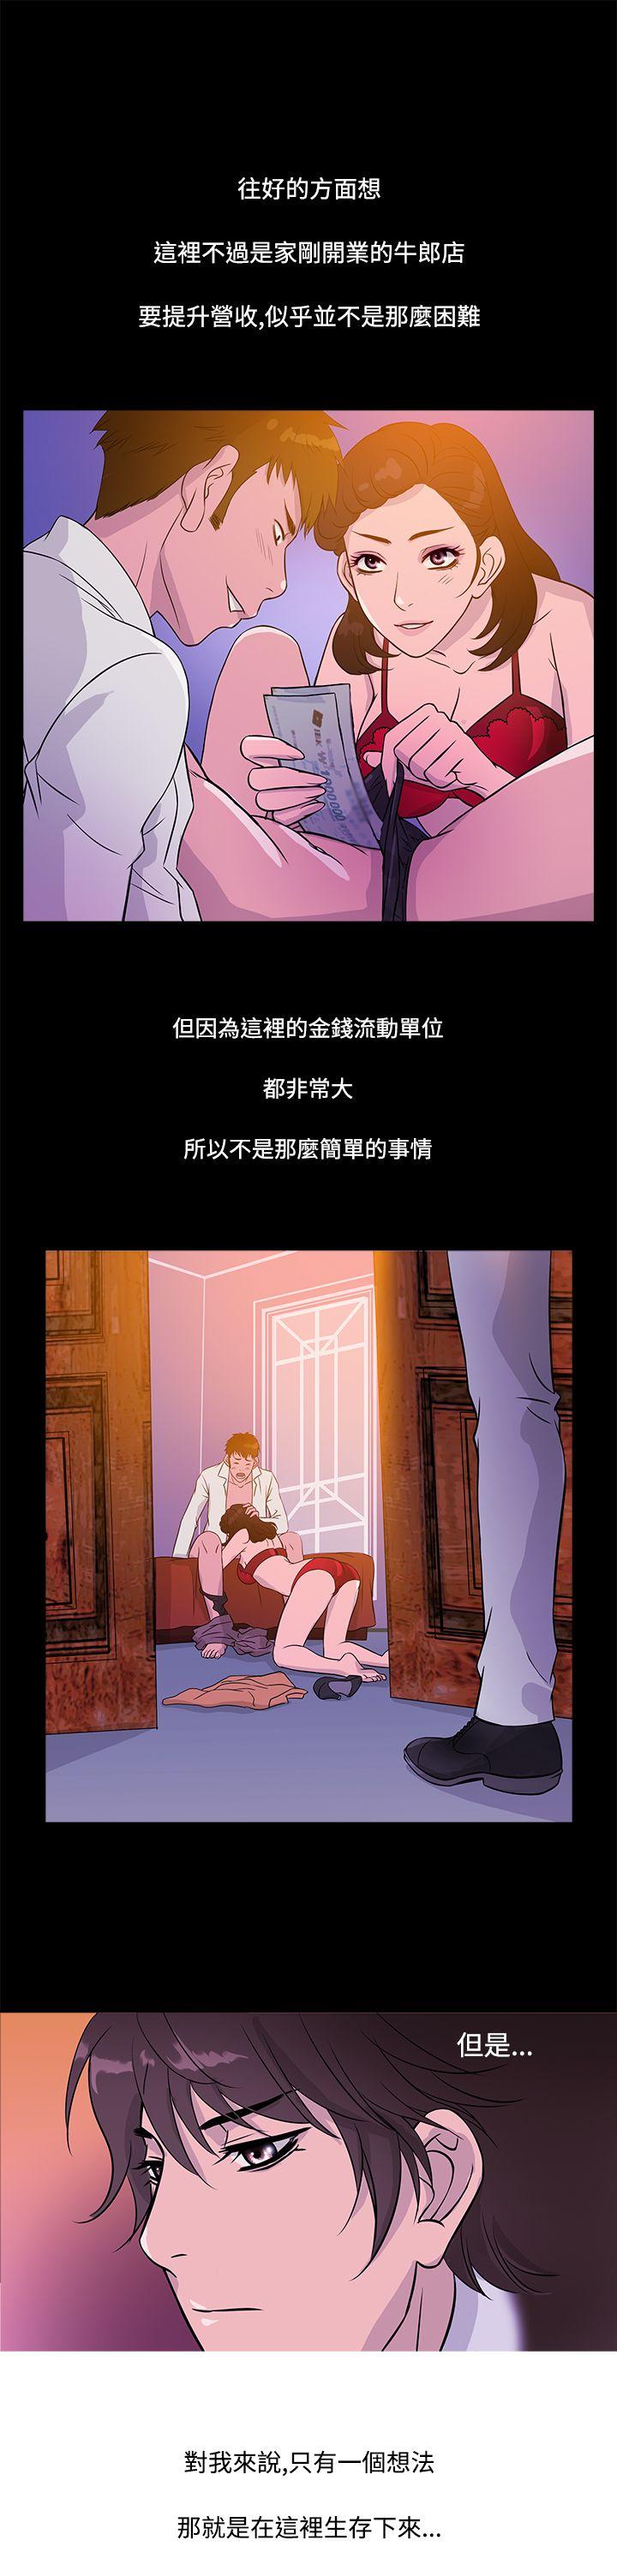 往好的方面想
這裡不過是家剛開業的牛郎店
要提升營收,似乎並不是那麼困難
但因為這裡的金錢流動單位
都非常大
所以不是那麼簡單的事情
但是...
對我來說,只有一個想法
那就是在這裡生存下來...